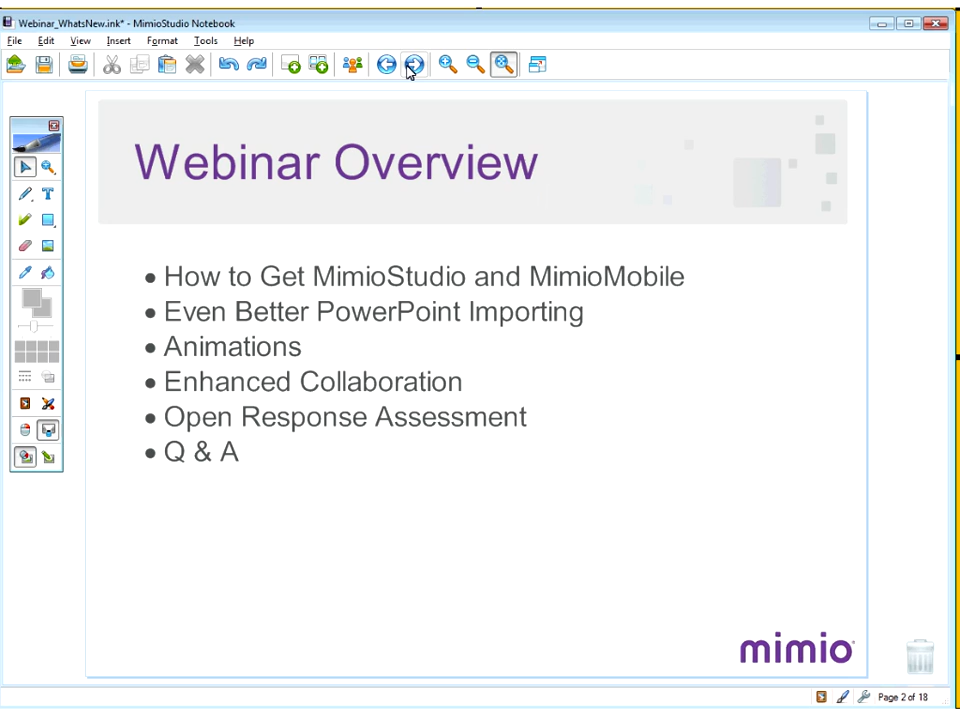 Webinar_WhatsNew.ink* - MimioStudio Notebook
File Edit View Insert Format Tools Help
Webinar Overview
• How to Get MimioStudio and MimioMobile
• Even Better PowerPoint Importing
• Animations
• Enhanced Collaboration
• Open Response Assessment
• Q & A
mimio
Page 2 of 18